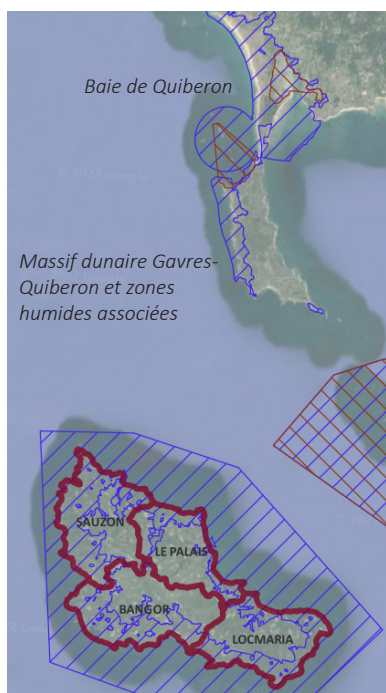 Baie de Quiberon
Massif dunaire Gavres-
Quiberon et zones
humides associées
SAUZON
LE PALAIS
BANGOR
LOCMARIA